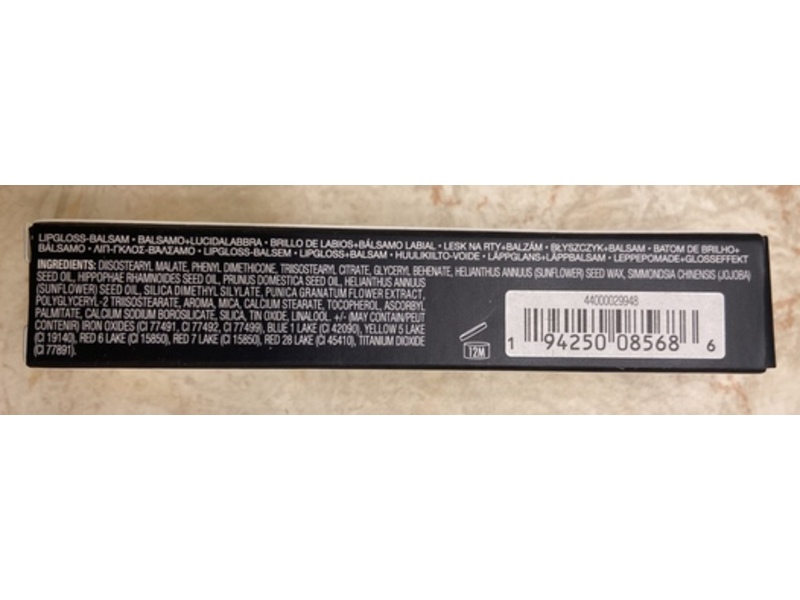 LIPGLOSS-BALSAM • BALSAMO+LUCIDALABBRA • BRILLO DE LABIOS+BÁLSAMO LABIAL • LESK NA RTY+BALZÁM • BŁYSZCZYK+BALSAM • BATOM DE BRILHO+
BÁLSAMO • ΛΙΠ-ΓΚΛΟΣ-ΒΆΛΣΑΜΟ • LIPGLOSS-BALSEM • LIPGLOSS+BALSAM • HUULIKIILTO-VOIDE • LÄPPGLANS+LÄPPBALSAM • LEPPEPOMADE+GLOSSEFFEKT
INGREDIENTS: DIISOSTEARYL MALATE, PHENYL DIMETHICONE, TRIISOSTEARYL CITRATE, GLYCERYL BEHENATE, HELIANTHUS ANNUUS (SUNFLOWER) SEED WAX, SIMMONDSIA CHINENSIS (JOJOBA)
SEED OIL, HIPPOPHAE RHAMNOIDES SEED OIL, PRUNUS DOMESTICA SEED OIL, HELIANTHUS ANNUUS
(SUNFLOWER) SEED OIL, SILICA DIMETHYL SILYLATE, PUNICA GRANATUM FLOWER EXTRACT,
POLYGLYCERYL-2 TRIISOSTEARATE, AROMA, MICA, CALCIUM STEARATE, TOCOPHEROL, ASCORBYL
PALMITATE, CALCIUM SODIUM BOROSILICATE, SILICA, TIN OXIDE, LINALOOL. +/- (MAY CONTAIN/PEUT
CONTENIR) IRON OXIDES (CI 77491, CI 77492, CI 77499), BLUE 1 LAKE (CI 42090), YELLOW 5 LAKE
(CI 19140), RED 6 LAKE (CI 15850), RED 7 LAKE (CI 15850), RED 28 LAKE (CI 45410), TITANIUM DIOXIDE
(CI 77891).
12M
44000029948
1 94250 08568 6